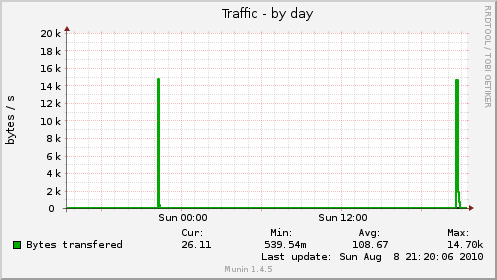 Traffic - by day
RRDTOOL / TOBI OETIKER
bytes / s
20 k
18 k
16 k
14 k
12 k
10 k
8 k
6 k
4 k
2 k
0
Sun 00:00 Sun 12:00
Cur: Min: Avg: Max:
Bytes transfered 26.11 539.54m 108.67 14.70k
Last update: Sun Aug 8 21:20:06 2010
Munin 1.4.5